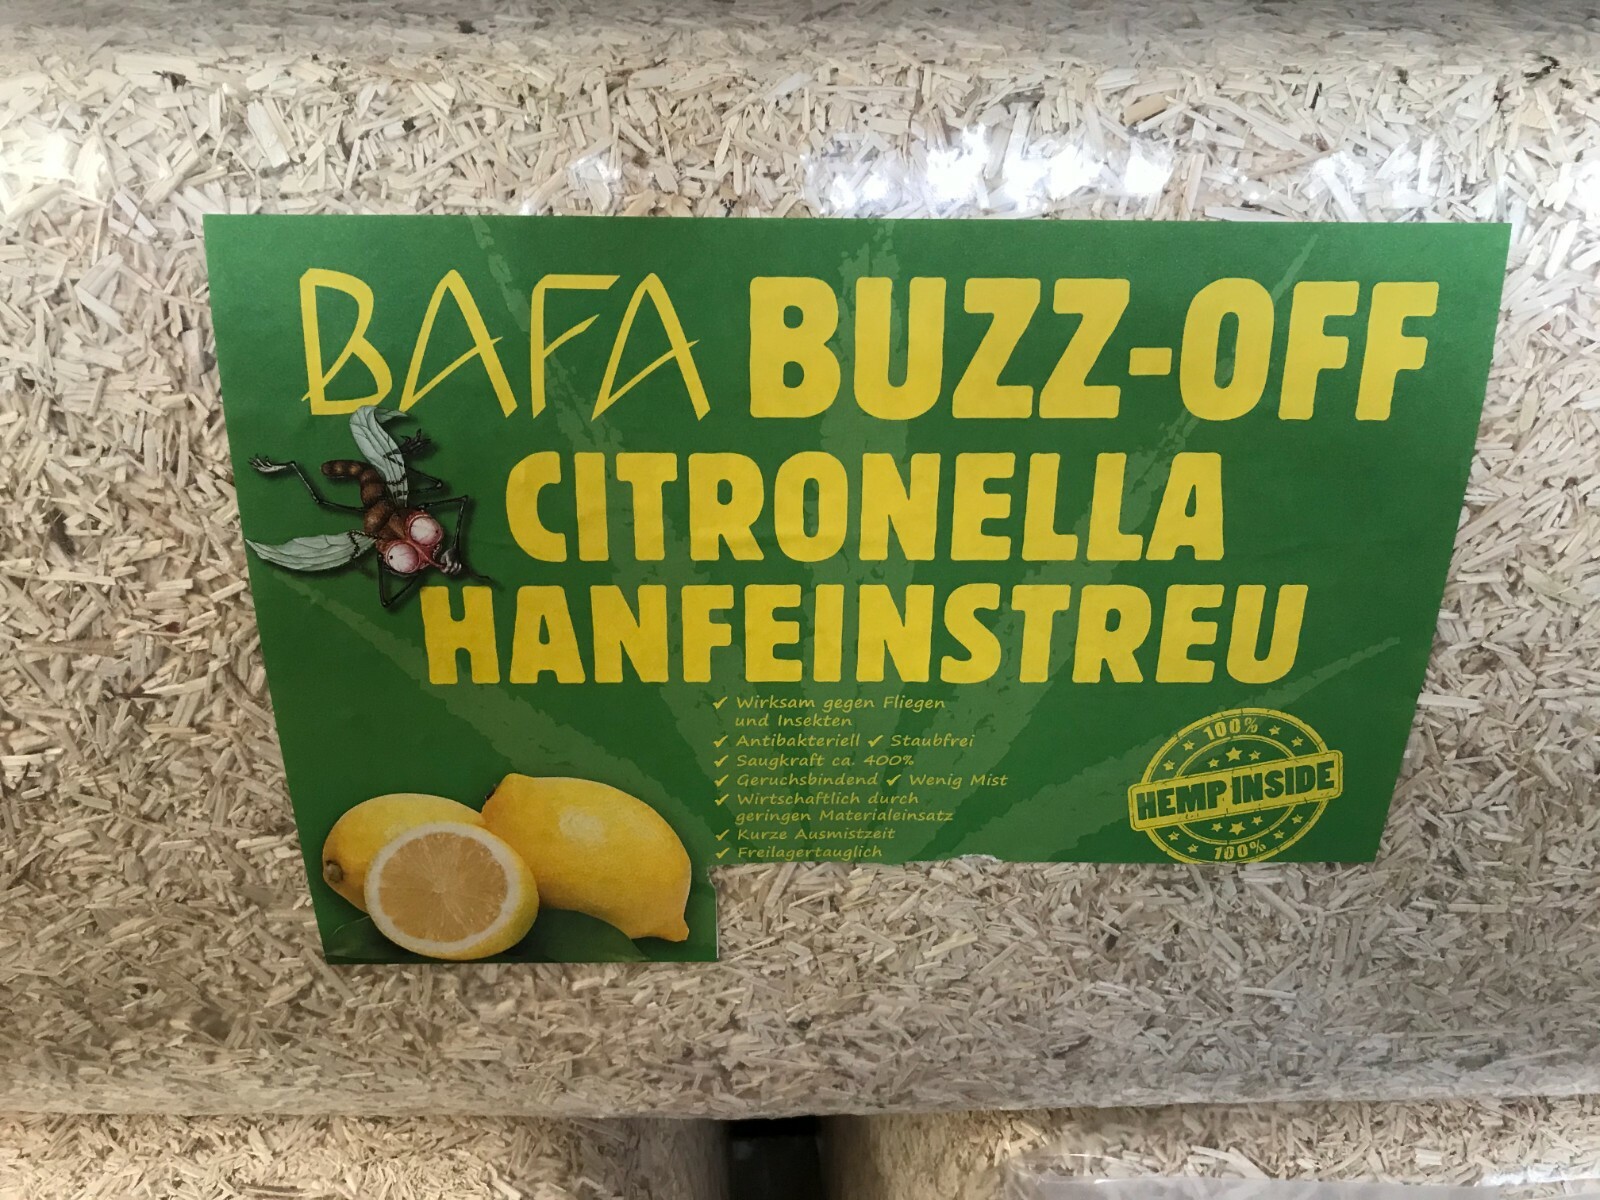 BAFA BUZZ-OFF
CITRONELLA
HANFEINSTREU
✓ Wirksam gegen Fliegen
und Insekten
✓ Antibakteriell ✓ Staubfrei
✓ Saugkraft ca. 400%
✓ Geruchsbindend ✓ Wenig Mist
✓ Wirtschaftlich durch
geringen Materialeinsatz
✓ Kurze Ausmistzeit
✓ Freilagertauglich
100%
HEMP INSIDE
100%